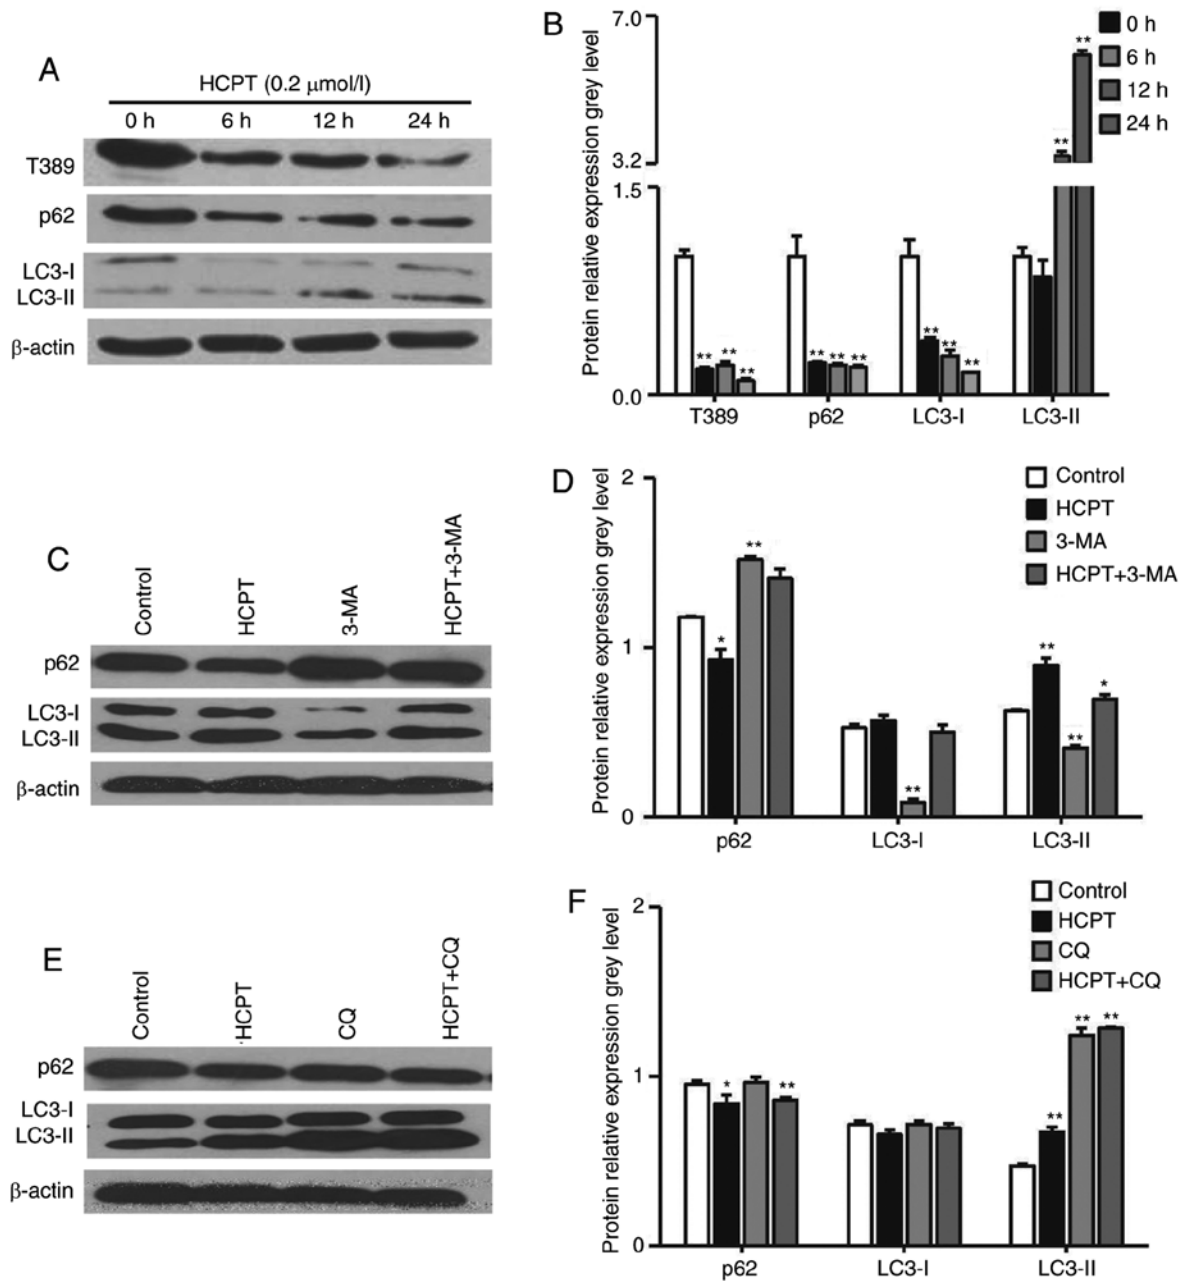 A
HCPT (0.2 μmol/l)
0 h 6 h 12 h 24 h
T389
p62
LC3-I
LC3-II
β-actin
B
Protein relative expression grey level
7.0
3.2
1.5
0.0
** ** **
** ** **
** ** **
** **
T389 p62 LC3-I LC3-II
0 h
6 h
12 h
24 h
C
Control HCPT 3-MA HCPT+3-MA
p62
LC3-I
LC3-II
β-actin
D
Protein relative expression grey level
2
1
0
* **
**
** ** *
p62 LC3-I LC3-II
Control
HCPT
3-MA
HCPT+3-MA
E
Control HCPT CQ HCPT+CQ
p62
LC3-I
LC3-II
β-actin
F
Protein relative expression grey level
2
1
0
* **
** ** **
p62 LC3-I LC3-II
Control
HCPT
CQ
HCPT+CQ